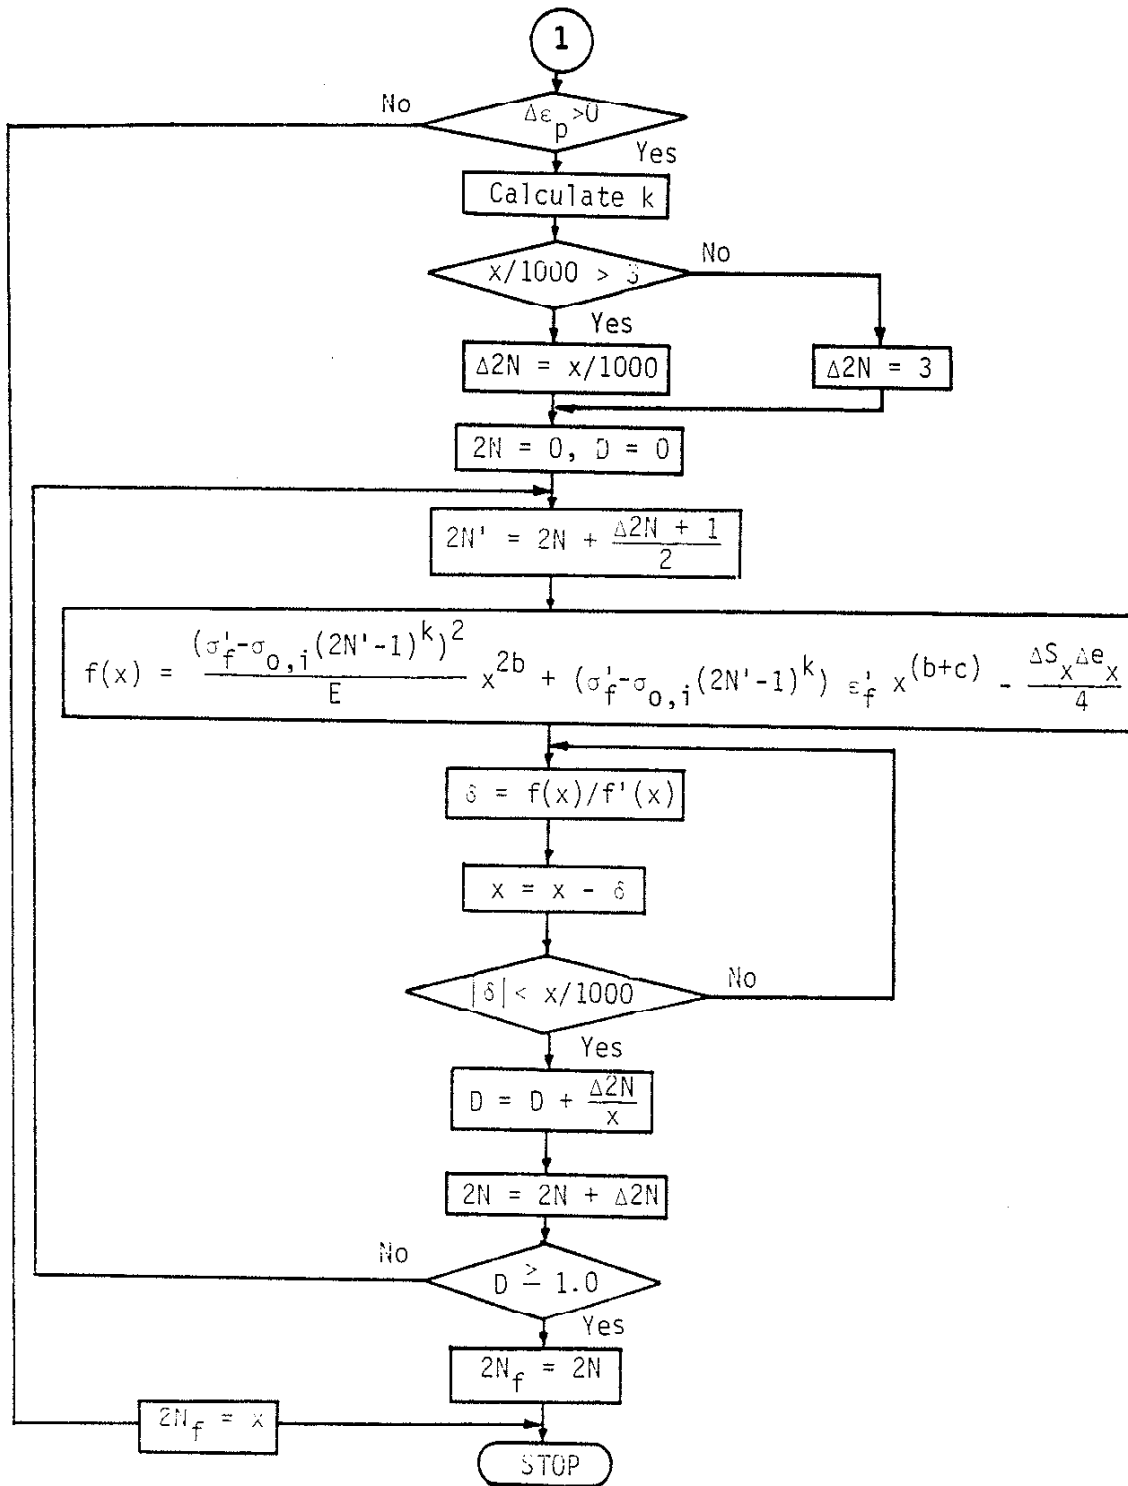 1
No
Δε_p >0
Yes
Calculate k
x/1000 > 3
No
Yes
Δ2N = x/1000
Δ2N = 3
2N = 0, D = 0
2N' = 2N + (Δ2N + 1)/2
f(x) = (σ'_f-σ_o,i(2N'-1)^k)^2/E x^2b + (σ'_f-σ_o,i(2N'-1)^k) ε'_f x^(b+c) - ΔS_xΔe_x/4
δ = f(x)/f'(x)
x = x - δ
|δ| < x/1000
No
Yes
D = D + Δ2N/x
2N = 2N + Δ2N
No
D ≥ 1.0
Yes
2N_f = 2N
2N_f = x
STOP